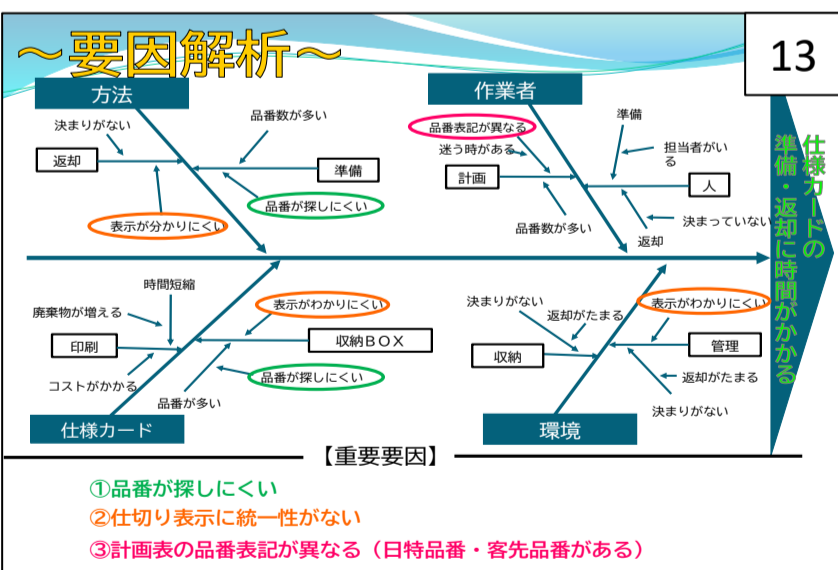 ～要因解析～
13
方法
決まりがない
返却
表示が分かりにくい
品番数が多い
準備
品番が探しにくい
作業者
品番表記が異なる
迷う時がある
計画
品番数が多い
準備
担当者がい
る
人
決まっていない
返却
仕様カードの
準備・返却に時間がかかる
時間短縮
廃棄物が増える
印刷
コストがかかる
仕様カード
表示がわかりにくい
収納ＢＯＸ
品番が探しにくい
品番が多い
決まりがない
返却がたまる
収納
環境
表示がわかりにくい
管理
返却がたまる
決まりがない
【重要要因】
①品番が探しにくい
②仕切り表示に統一性がない
③計画表の品番表記が異なる（日特品番・客先品番がある）